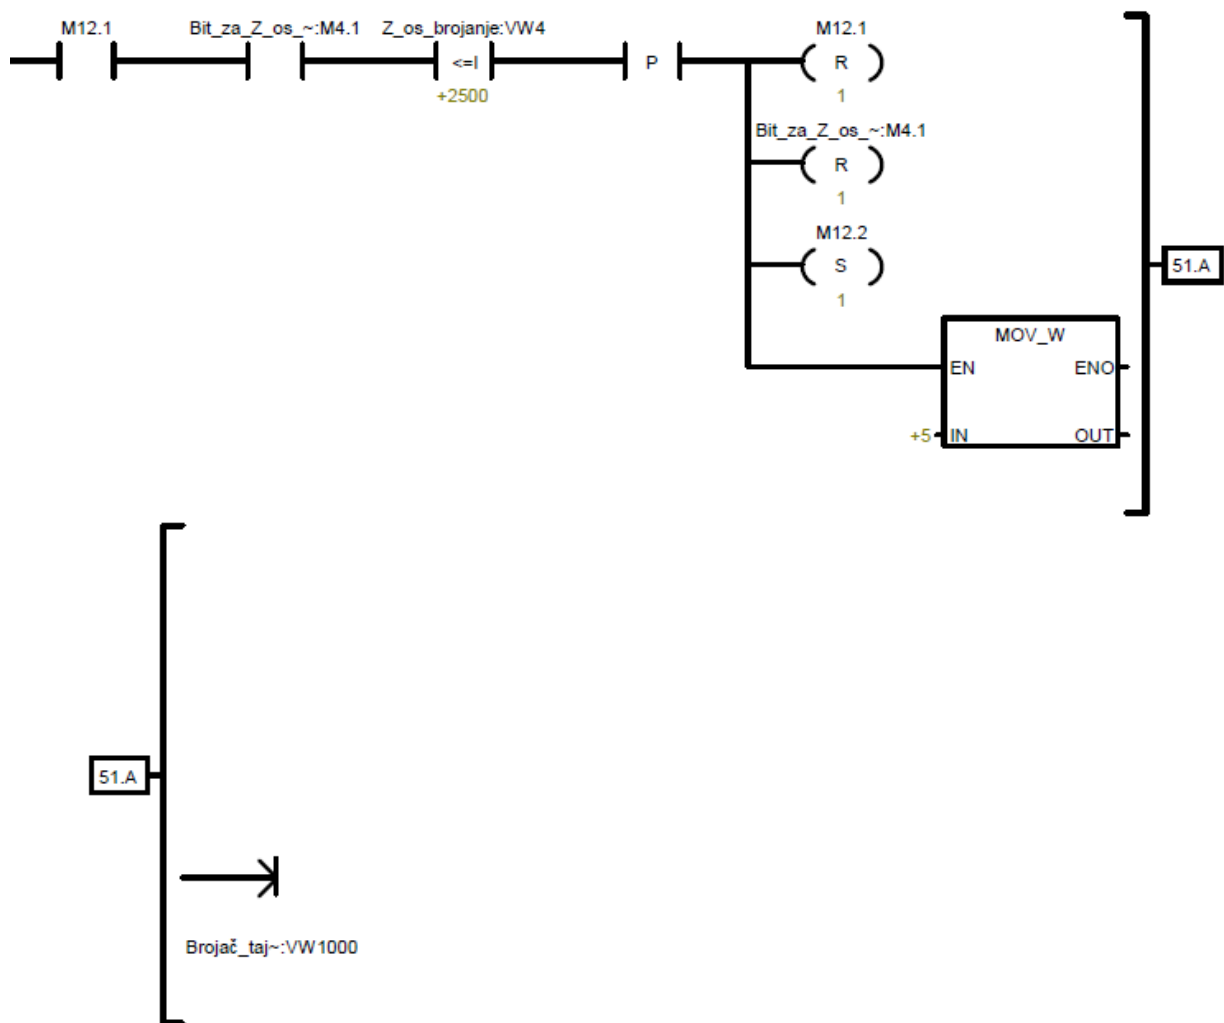 M12.1 Bit_za_Z_os_~:M4.1 Z_os_brojanje:VW4 M12.1
<=I P R
+2500 1
Bit_za_Z_os_~:M4.1
R
1
M12.2
S
1
51.A
MOV_W
EN ENO
+5 IN OUT
51.A
Brojač_taj~:VW1000